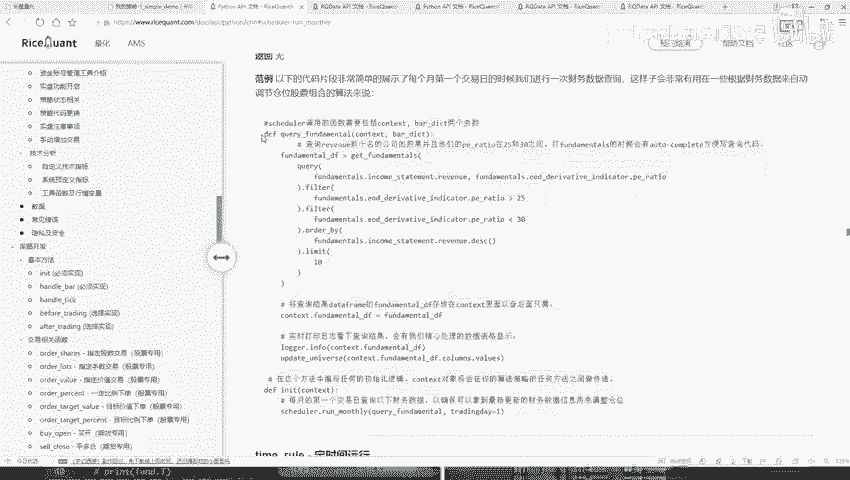 米筐量化
Python API 文档 - RiceQuant
RQData API 文档 - RiceQuant
Python API 文档 - RiceQuant
RQData API 文档 - RiceQuant
RQData API 文档 - RiceQuant
https://www.ricequant.com/doc/api/python/chn#scheduler-run_monthly
RiceQuant 量化 AMS
帮助文档 社区
资金账号管理工具介绍
实盘功能开启
策略状态相关
策略代码更换
实盘注意事项
手动增加交易
技术分析
自定义技术指标
系统预定义技术指标
工具函数及行情变量
数据
常见错误
隐私及安全
策略开发
基本方法
init (必须实现)
handle_bar (必须实现)
handle_tick
before_trading (选择实现)
after_trading (选择实现)
交易相关函数
order_shares - 指定股数交易（股票专用）
order_lots - 指定手数交易（股票专用）
order_value - 指定价值交易（股票专用）
order_percent - 一定比例下单（股票专用）
order_target_value - 目标价值下单（股票专用）
order_target_percent - 目标比例下单（股票专用）
buy_open - 买开（期货专用）
sell_close - 平多仓（期货专用）
返回 无
范例 以下的代码片段非常简单的展示了每个月第一个交易日的时候我们进行一次财务数据查询，这样子会非常有用在一些根据财务数据来自动
调节仓位股票组合的算法来说：
#scheduler调用的函数需要包括context, bar_dict两个参数
def query_fundamental(context, bar_dict):
# 查询revenue前十名的公司的股票并且他们的pe_ratio在25和30之间。打fundamentals的时候会有auto-complete方便写查询代码。
fundamental_df = get_fundamentals(
query(
fundamentals.income_statement.revenue, fundamentals.eod_derivative_indicator.pe_ratio
).filter(
fundamentals.eod_derivative_indicator.pe_ratio > 25
).filter(
fundamentals.eod_derivative_indicator.pe_ratio < 30
).order_by(
fundamentals.income_statement.revenue.desc()
).limit(
10
)
)
# 将查询结果dataframe的fundamental_df存放在context里面以备后面只需：
context.fundamental_df = fundamental_df
# 实时打印日志看下查询结果，会有我们精心处理的数据表格显示：
logger.info(context.fundamental_df)
update_universe(context.fundamental_df.columns.values)
# 在这个方法中编写任何的初始化逻辑。context对象将会在你的算法策略的任何方法之间做传递。
def init(context):
# 每月的第一个交易日查询以下财务数据，以确保可以拿到最新更新的财务数据信息用来调整仓位
scheduler.run_monthly(query_fundamental, tradingday=1)
time_rule - 定时间运行